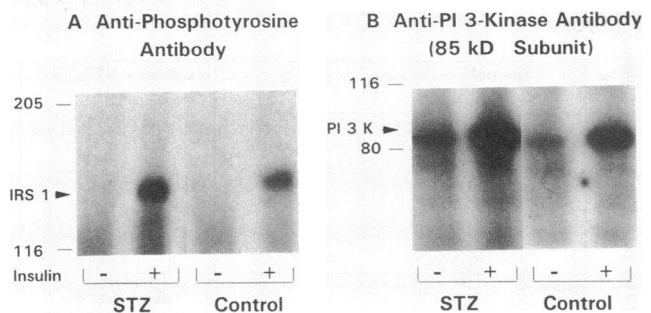 A Anti-Phosphotyrosine
Antibody
205
IRS 1
116
Insulin - + - +
STZ Control
B Anti-PI 3-Kinase Antibody
(85 kD Subunit)
116
PI 3 K
80
- + - +
STZ Control